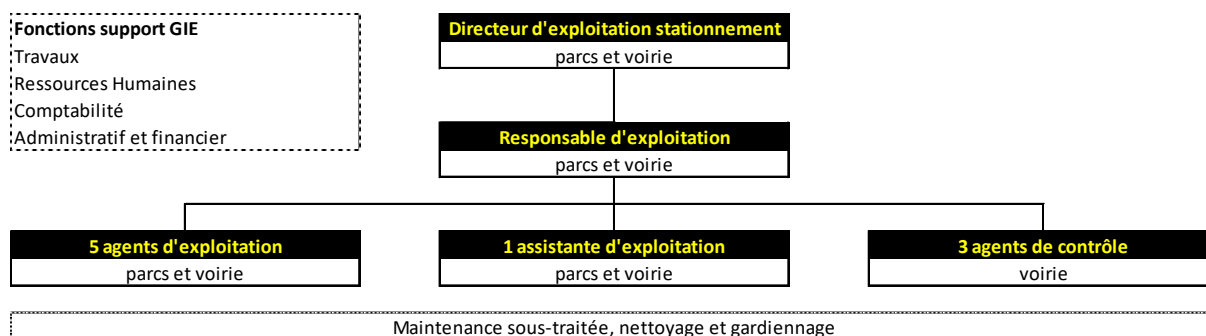 Fonctions support GIE
Travaux
Ressources Humaines
Comptabilité
Administratif et financier
Directeur d'exploitation stationnement
parcs et voirie
Responsable d'exploitation
parcs et voirie
5 agents d'exploitation
parcs et voirie
1 assistante d'exploitation
parcs et voirie
3 agents de contrôle
voirie
Maintenance sous-traitée, nettoyage et gardiennage